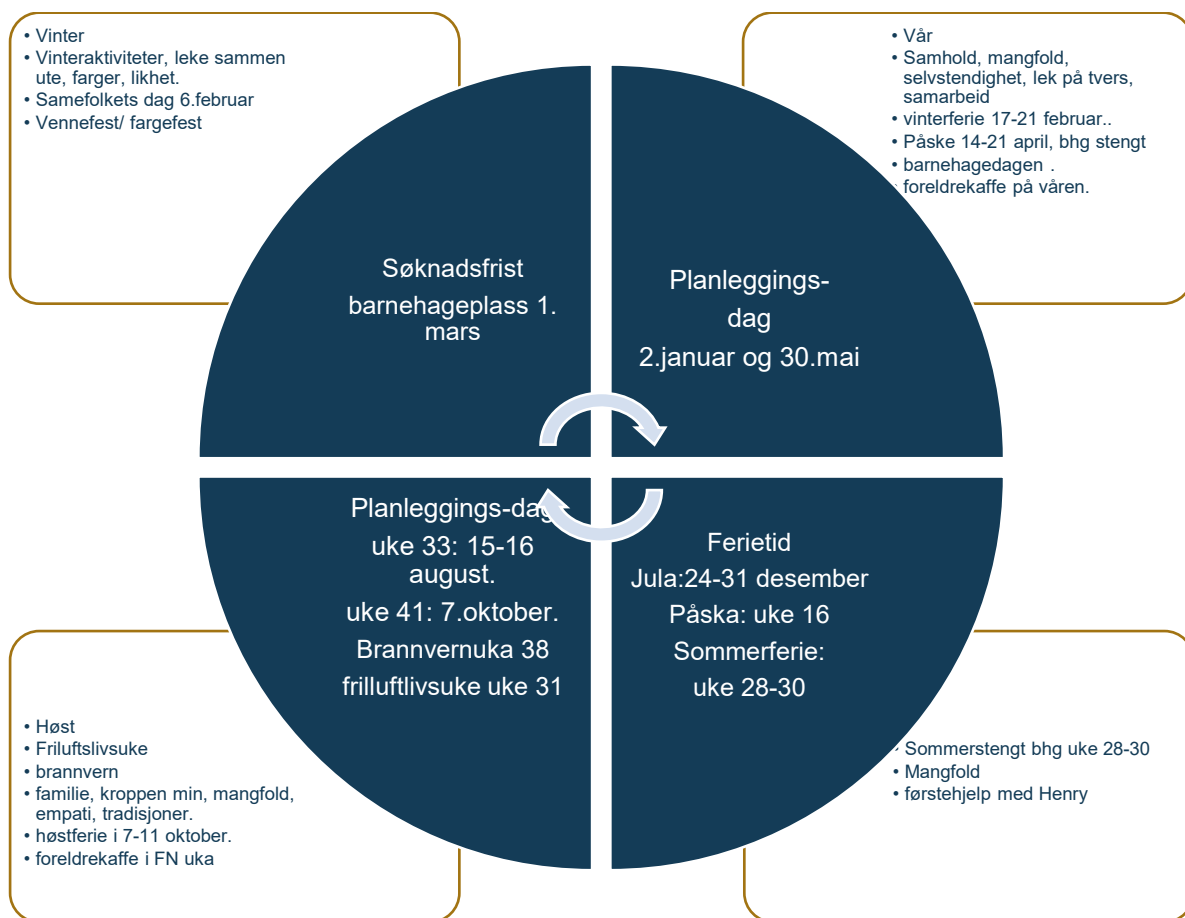 • Vinter
• Vinteraktiviteter, leke sammen
ute, farger, likhet.
• Samefolkets dag 6.februar
• Vennefest/ fargefest
• Vår
• Samhold, mangfold,
selvstendighet, lek på tvers,
samarbeid
• vinterferie 17-21 februar..
• Påske 14-21 april, bhg stengt
• barnehagedagen .
• foreldrekaffe på våren.
Søknadsfrist
barnehageplass 1.
mars
Planleggings-
dag
2.januar og 30.mai
Planleggings-dag
uke 33: 15-16
august.
uke 41: 7.oktober.
Brannvernuka 38
frilluftlivsuke uke 31
Ferietid
Jula:24-31 desember
Påska: uke 16
Sommerferie:
uke 28-30
• Høst
• Friluftslivsuke
• brannvern
• familie, kroppen min, mangfold,
empati, tradisjoner.
• høstferie i 7-11 oktober.
• foreldrekaffe i FN uka
• Sommerstengt bhg uke 28-30
• Mangfold
• førstehjelp med Henry